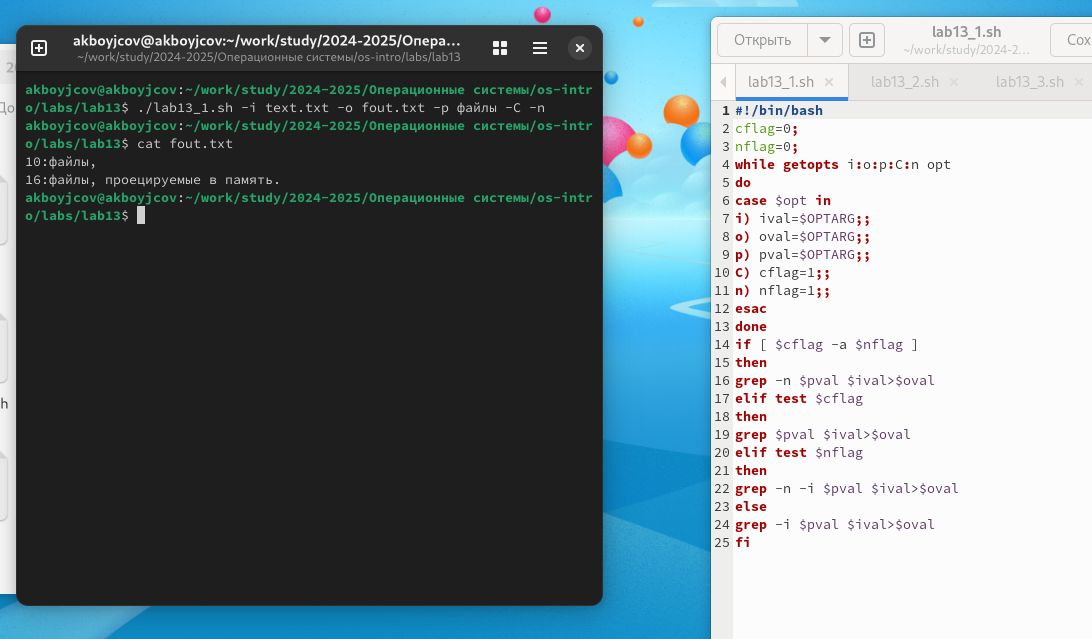 akboyjcov@akboyjcov:~/work/study/2024-2025/Опера...
~/work/study/2024-2025/Операционные системы/os-intro/labs/lab13
akboyjcov@akboyjcov:~/work/study/2024-2025/Операционные системы/os-intr
o/labs/lab13$ ./lab13_1.sh -i text.txt -o fout.txt -p файлы -C -n
akboyjcov@akboyjcov:~/work/study/2024-2025/Операционные системы/os-intr
o/labs/lab13$ cat fout.txt
10:файлы,
16:файлы, проецируемые в память.
akboyjcov@akboyjcov:~/work/study/2024-2025/Операционные системы/os-intr
o/labs/lab13$
Открыть
lab13_1.sh
~/work/study/2024-2...
Сох
lab13_1.sh
lab13_2.sh
lab13_3.sh
1 #!/bin/bash
2 cflag=0;
3 nflag=0;
4 while getopts i:o:p:C:n opt
5 do
6 case $opt in
7 i) ival=$OPTARG;;
8 o) oval=$OPTARG;;
9 p) pval=$OPTARG;;
10 C) cflag=1;;
11 n) nflag=1;;
12 esac
13 done
14 if [ $cflag -a $nflag ]
15 then
16 grep -n $pval $ival>$oval
17 elif test $cflag
18 then
19 grep $pval $ival>$oval
20 elif test $nflag
21 then
22 grep -n -i $pval $ival>$oval
23 else
24 grep -i $pval $ival>$oval
25 fi